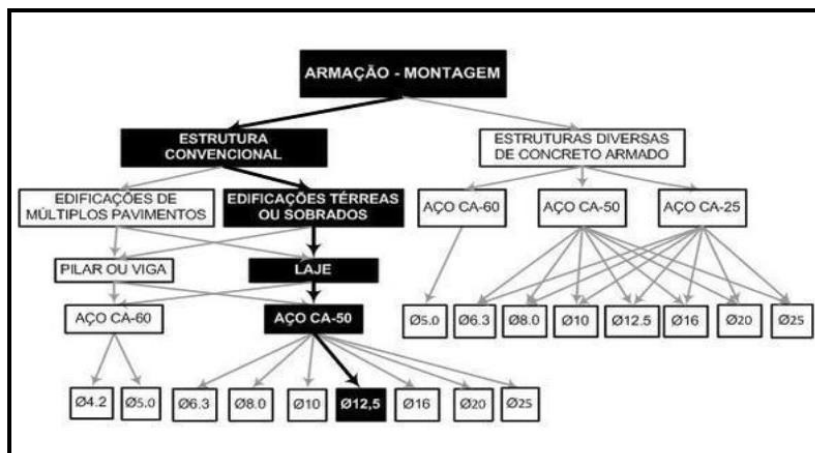 ARMAÇÃO - MONTAGEM
ESTRUTURA
CONVENCIONAL
ESTRUTURAS DIVERSAS
DE CONCRETO ARMADO
EDIFICAÇÕES DE
MÚLTIPLOS PAVIMENTOS
EDIFICAÇÕES TÉRREAS
OU SOBRADOS
AÇO CA-60
AÇO CA-50
AÇO CA-25
PILAR OU VIGA
LAJE
AÇO CA-60
AÇO CA-50
Ø5.0
Ø6.3
Ø8.0
Ø10
Ø12.5
Ø16
Ø20
Ø25
Ø4.2
Ø5.0
Ø6.3
Ø8.0
Ø10
Ø12,5
Ø16
Ø20
Ø25